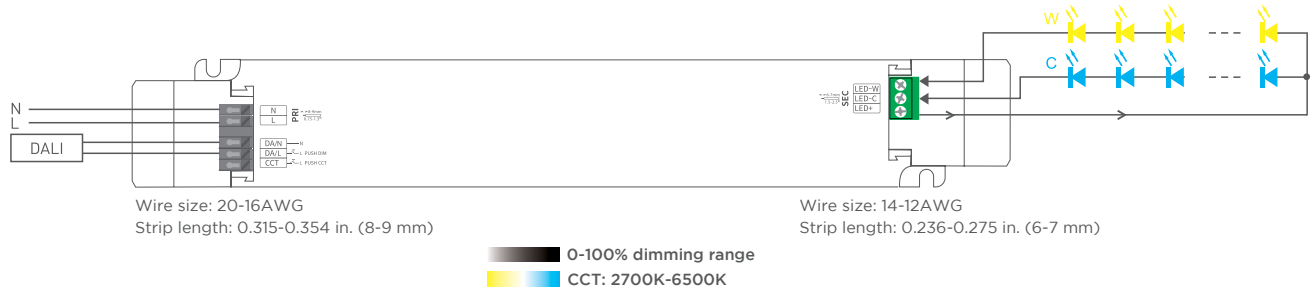 W
C
N
L
DALI
N
L
PRI
8-9mm
DA/N
DA/L
CCT
N
L PUSH DIM
L PUSH CCT
SEC
LED-W
LED-C
LED+
Wire size: 20-16AWG
Strip length: 0.315-0.354 in. (8-9 mm)
Wire size: 14-12AWG
Strip length: 0.236-0.275 in. (6-7 mm)
0-100% dimming range
CCT: 2700K-6500K